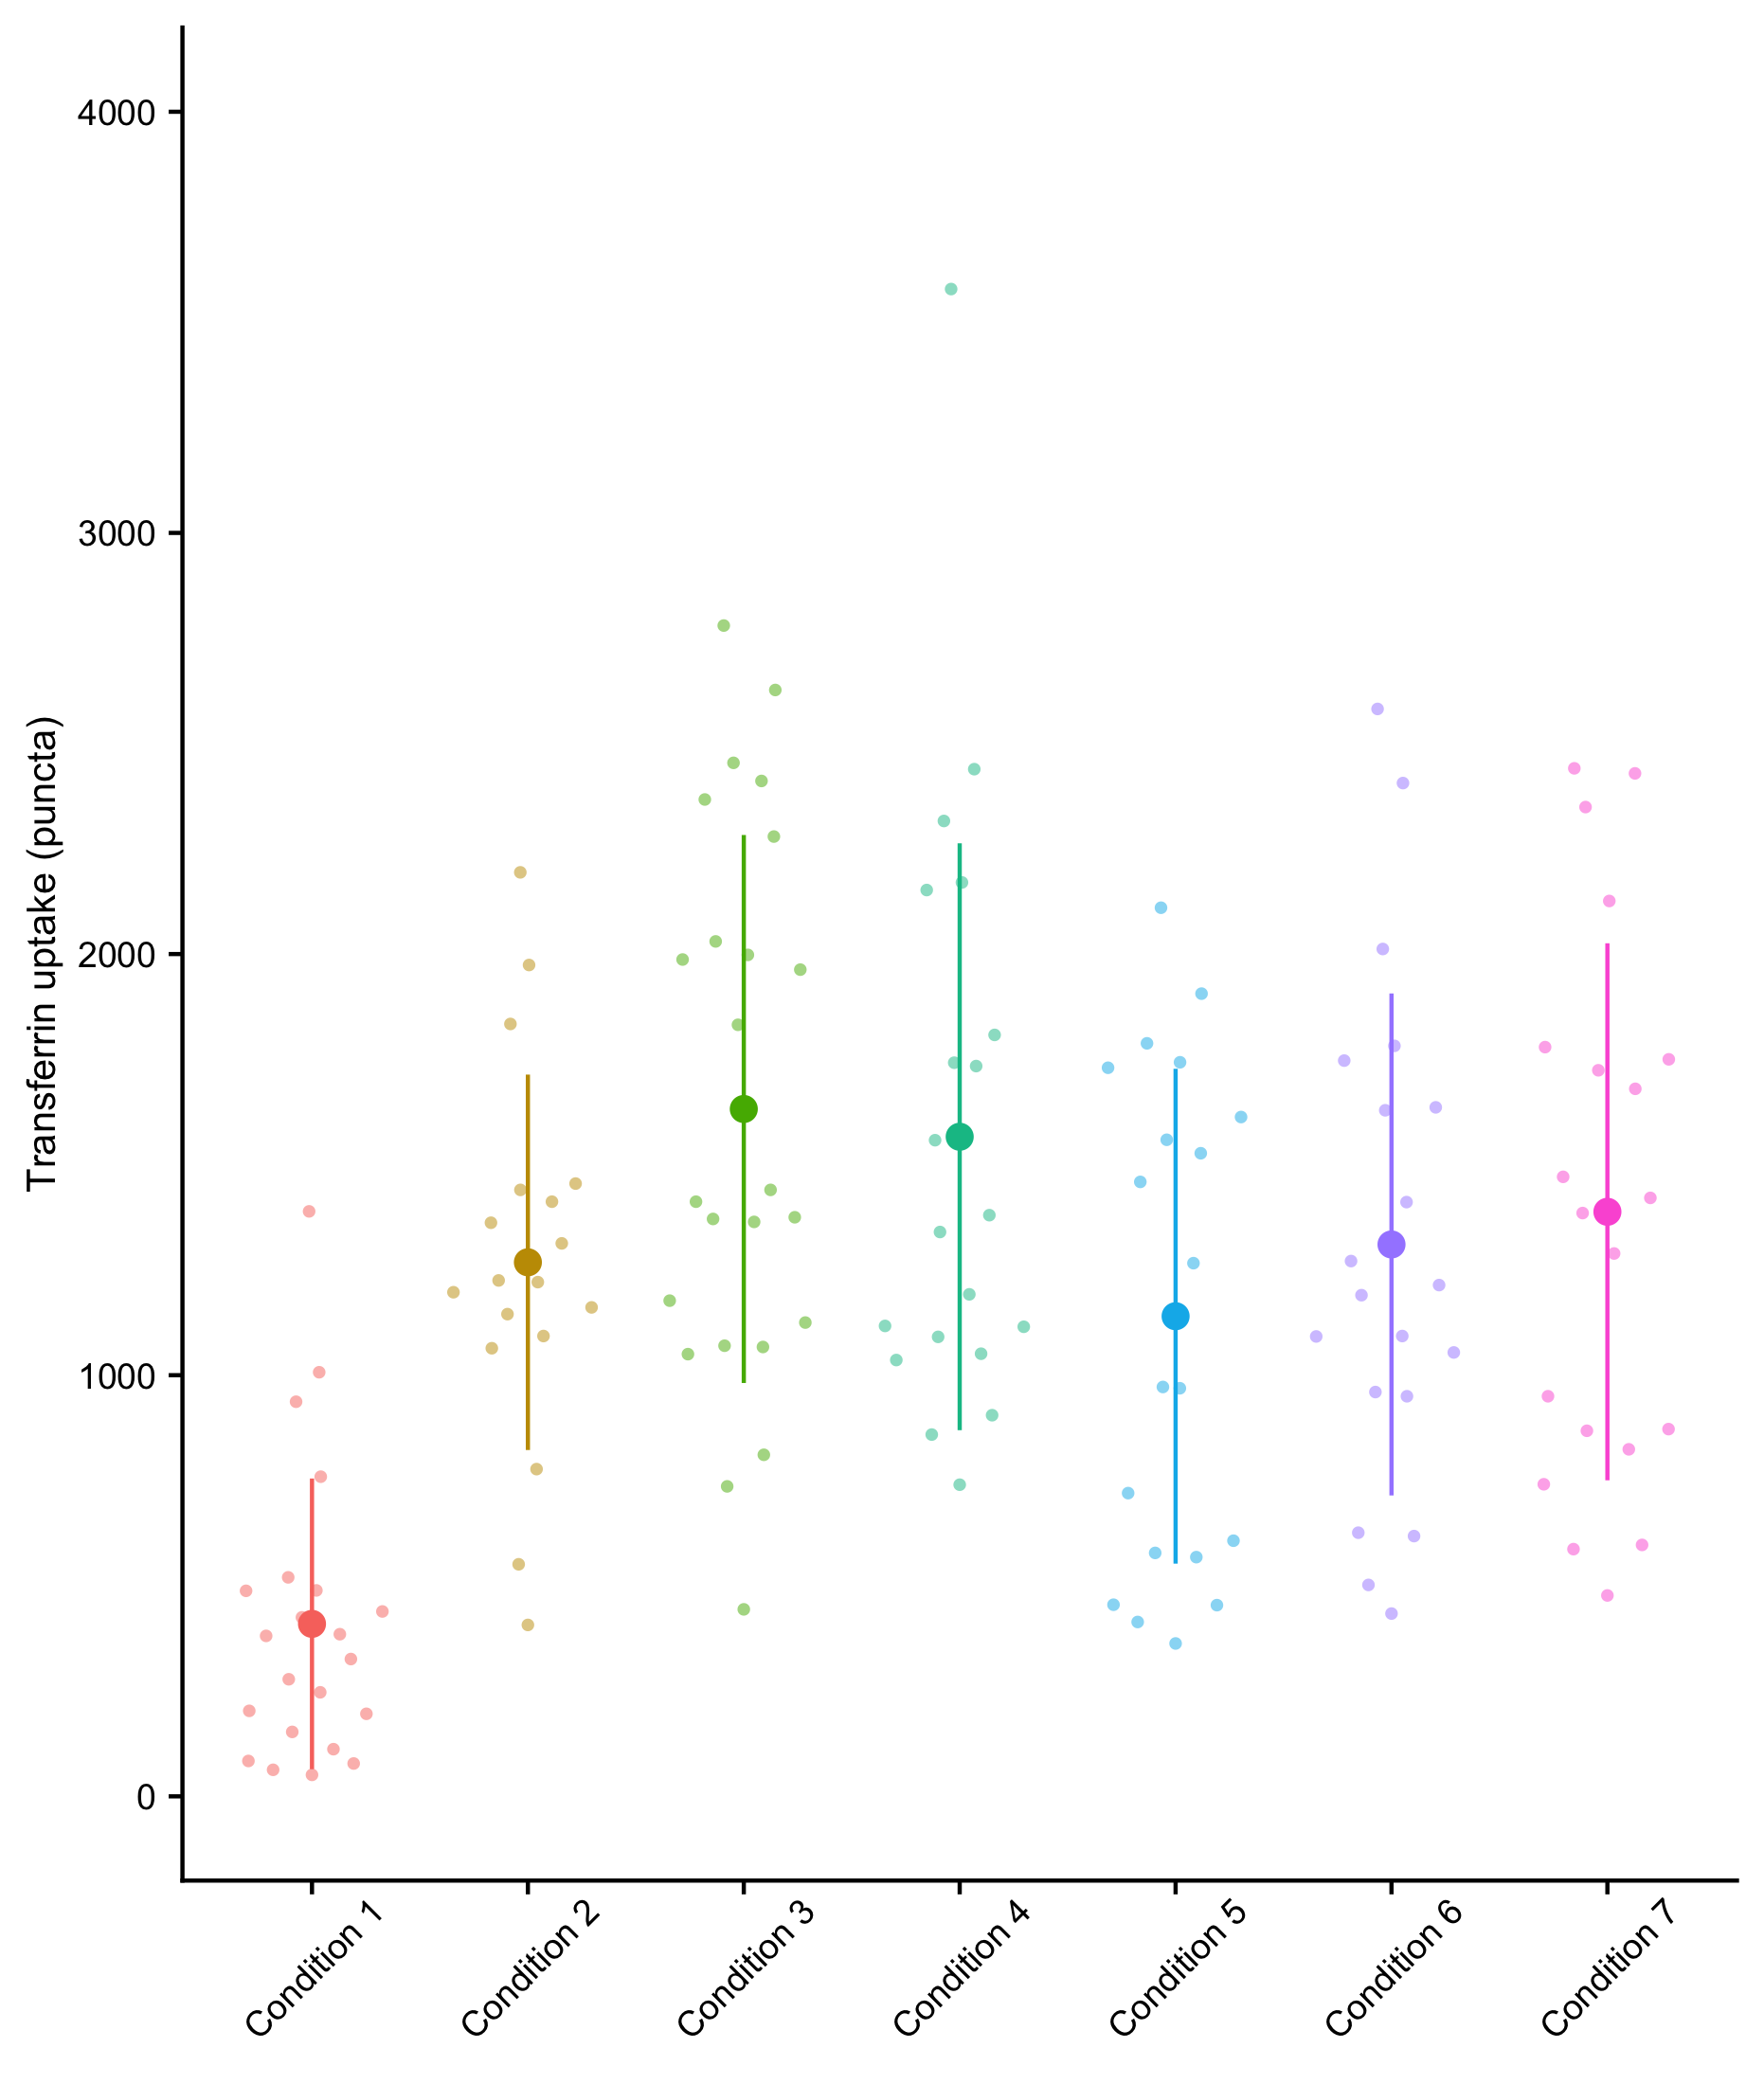 Transferrin uptake (puncta)
4000
3000
2000
1000
0
Condition 1
Condition 2
Condition 3
Condition 4
Condition 5
Condition 6
Condition 7